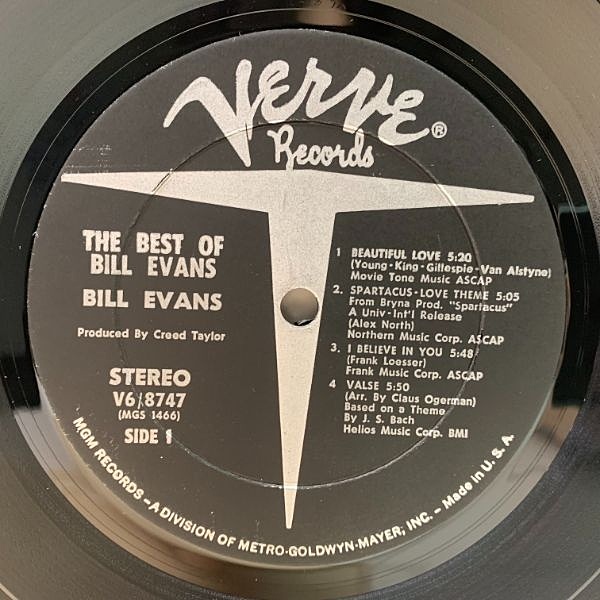 Verve®
Records
THE BEST OF
BILL EVANS
BILL EVANS
Produced By Creed Taylor
STEREO
V6/8747
(MGS 1466)
SIDE 1
1 BEAUTIFUL LOVE 5:20
(Young-King-Gillespie-Van Alstyne)
Movie Tone Music ASCAP
2. SPARTACUS-LOVE THEME 5:05
From Bryna Prod. "Spartacus"
A Univ-Int'l Release
(Alex North)
Northern Music Corp. ASCAP
3. I BELIEVE IN YOU 5:48
(Frank Loesser)
Frank Music Corp. ASCAP
4 VALSE 5:50
(Arr. By Claus Ogerman)
Based on a Theme
By J. S. Bach
Helios Music Corp. BMI
MGM RECORDS-A DIVISION OF METRO-GOLDWYN-MAYER, INC. - Made in U. S. A.